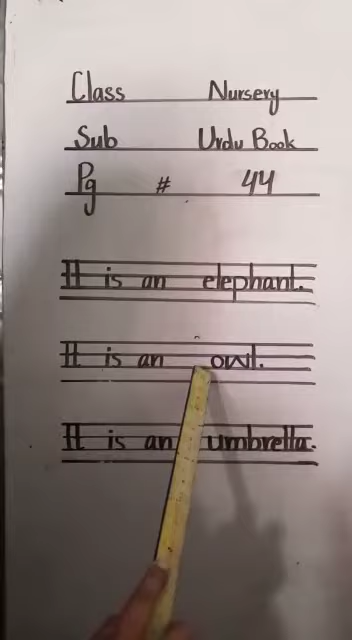 Class Nursery
Sub Urdu Book
Pg # 44
It is an elephant.
It is an owl.
It is an umbrella.